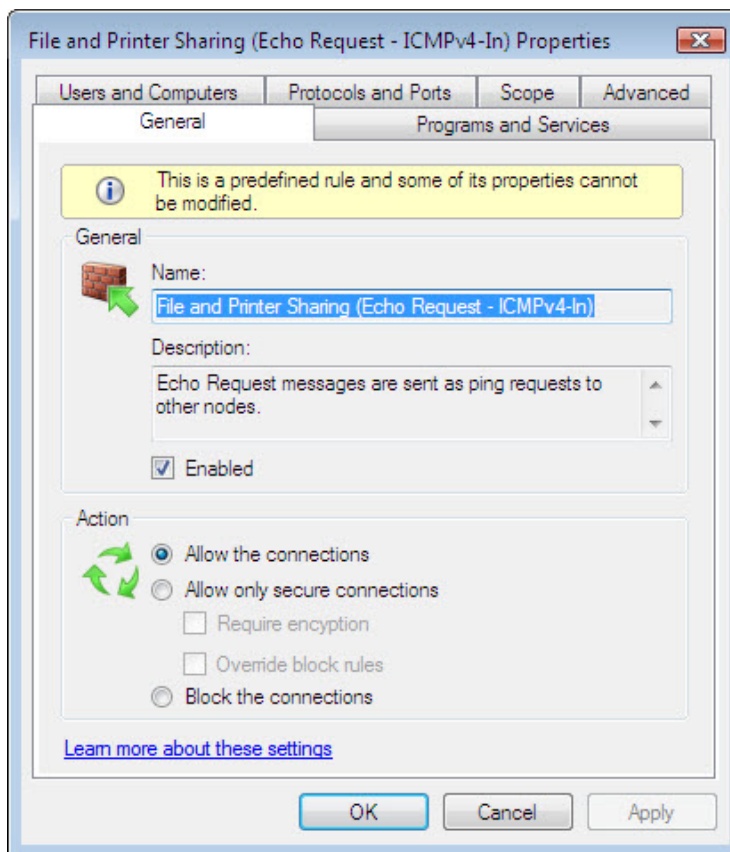 File and Printer Sharing (Echo Request - ICMPv4-In) Properties
Users and Computers
Protocols and Ports
Scope
Advanced
General
Programs and Services
This is a predefined rule and some of its properties cannot
be modified.
General
Name:
File and Printer Sharing (Echo Request - ICMPv4-In)
Description:
Echo Request messages are sent as ping requests to
other nodes.
Enabled
Action
Allow the connections
Allow only secure connections
Require encyption
Override block rules
Block the connections
Learn more about these settings
OK
Cancel
Apply